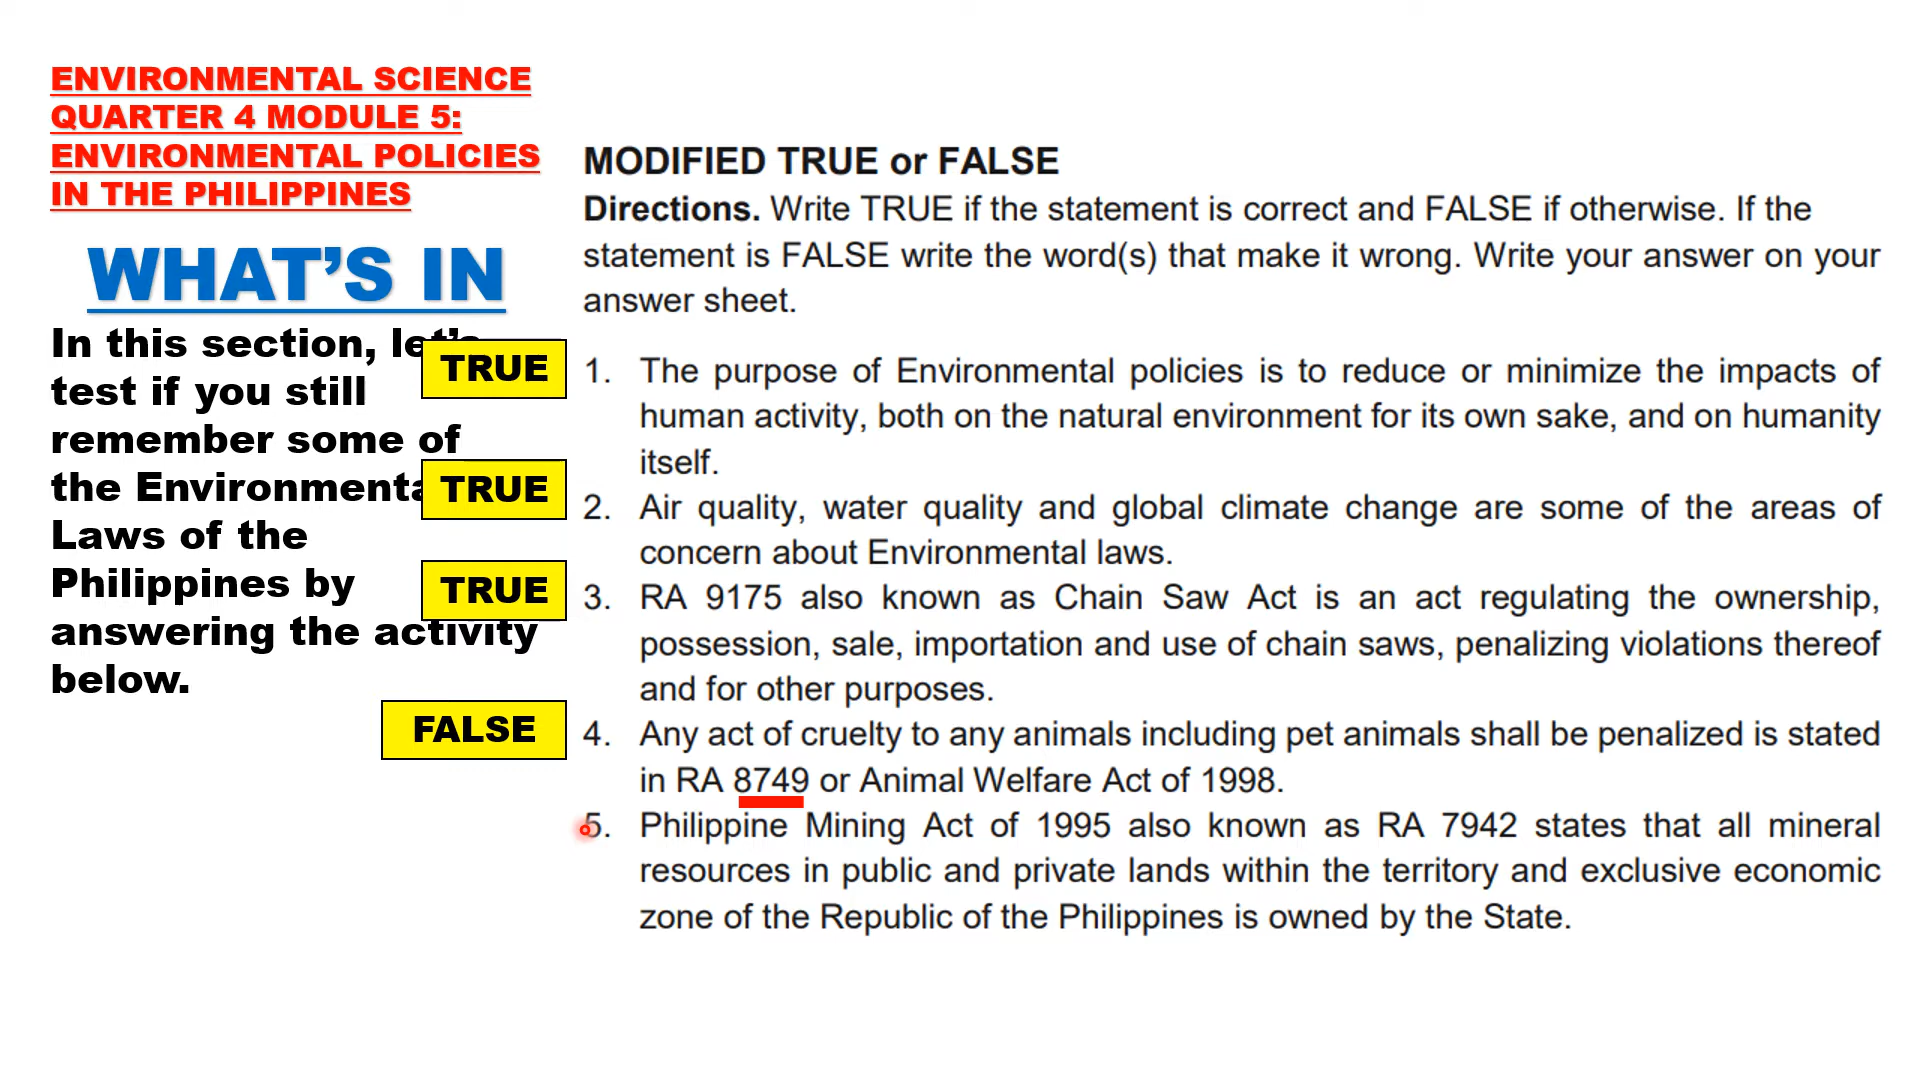 ENVIRONMENTAL SCIENCE
QUARTER 4 MODULE 5:
ENVIRONMENTAL POLICIES
IN THE PHILIPPINES
WHAT'S IN
In this section, let's
test if you still
remember some of
the Environmenta
Laws of the
Philippines by
answering the activity
below.
MODIFIED TRUE or FALSE
Directions. Write TRUE if the statement is correct and FALSE if otherwise. If the
statement is FALSE write the word(s) that make it wrong. Write your answer on your
answer sheet.
TRUE
1. The purpose of Environmental policies is to reduce or minimize the impacts of
human activity, both on the natural environment for its own sake, and on humanity
itself.
TRUE
2. Air quality, water quality and global climate change are some of the areas of
concern about Environmental laws.
TRUE
3. RA 9175 also known as Chain Saw Act is an act regulating the ownership,
possession, sale, importation and use of chain saws, penalizing violations thereof
and for other purposes.
FALSE
4. Any act of cruelty to any animals including pet animals shall be penalized is stated
in RA 8749 or Animal Welfare Act of 1998.
5. Philippine Mining Act of 1995 also known as RA 7942 states that all mineral
resources in public and private lands within the territory and exclusive economic
zone of the Republic of the Philippines is owned by the State.